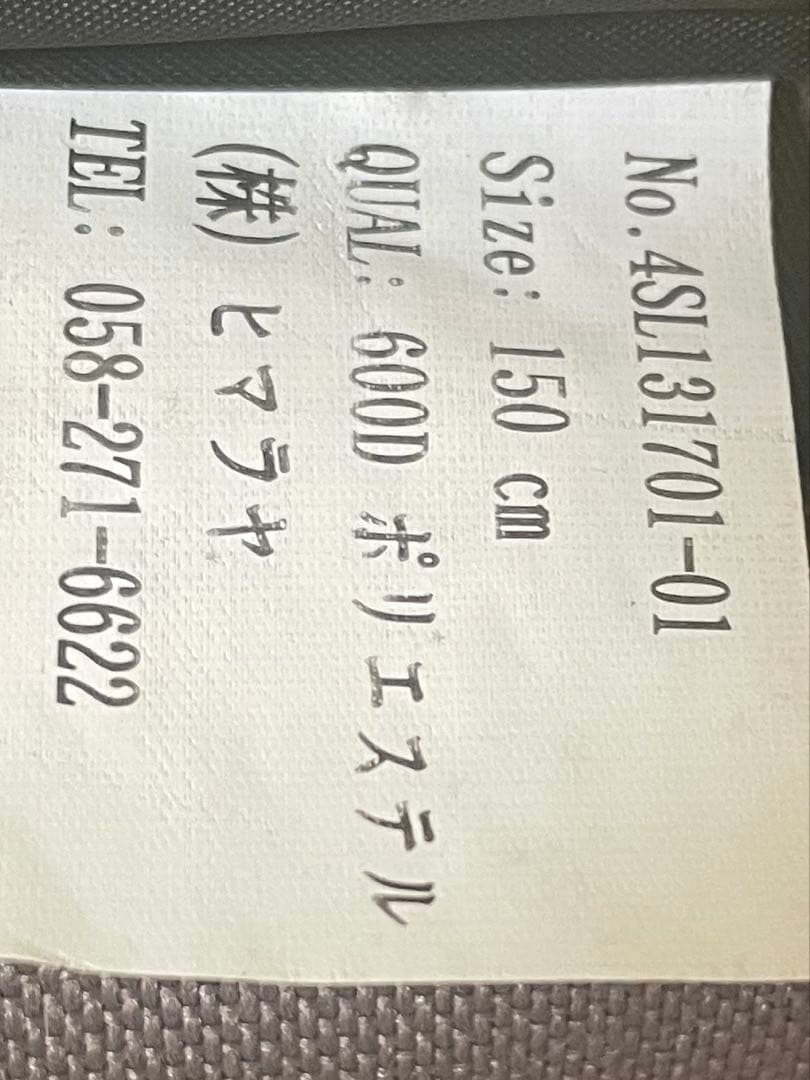 No.4SL131701-01
Size: 150 cm
QUAL: 600D ポリエステル
(株) ヒマラヤ
TEL: 058-271-6622